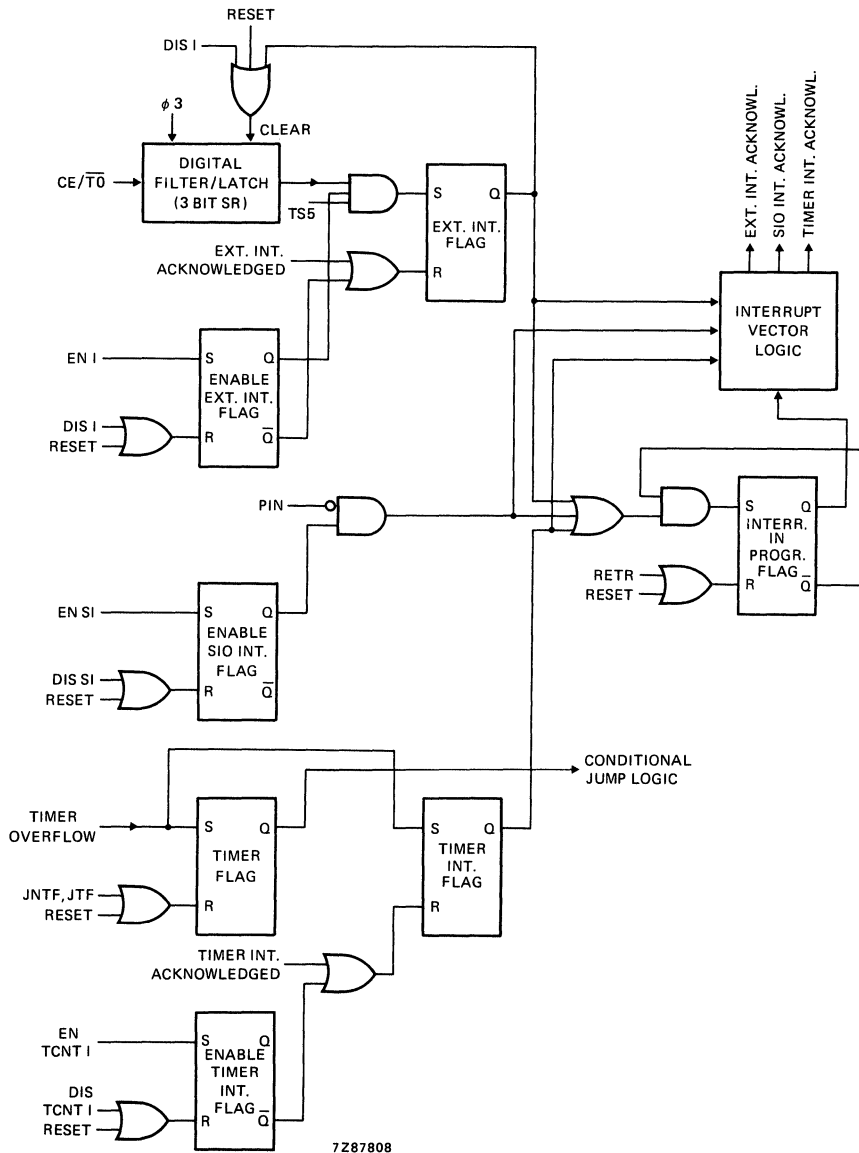 RESET
DIS I
φ 3
CLEAR
CE/T̅0̅
DIGITAL
FILTER/LATCH
(3 BIT SR)
TS5
S
Q
EXT. INT.
FLAG
R
EXT. INT.
ACKNOWLEDGED
EXT. INT. ACKNOWL.
SIO INT. ACKNOWL.
TIMER INT. ACKNOWL.
INTERRUPT
VECTOR
LOGIC
EN I
S
Q
ENABLE
EXT. INT.
FLAG
R
Q̅
DIS I
RESET
PIN
S
Q
INTERR.
IN
PROGR.
FLAG
R
Q̅
RETR
RESET
EN SI
S
Q
ENABLE
SIO INT.
FLAG
R
Q̅
DIS SI
RESET
CONDITIONAL
JUMP LOGIC
TIMER
OVERFLOW
S
Q
TIMER
FLAG
R
JNTF, JTF
RESET
S
Q
TIMER
INT.
FLAG
R
TIMER INT.
ACKNOWLEDGED
EN
TCNT I
S
Q
ENABLE
TIMER
INT.
FLAG
R
Q̅
DIS
TCNT I
RESET
7Z87808